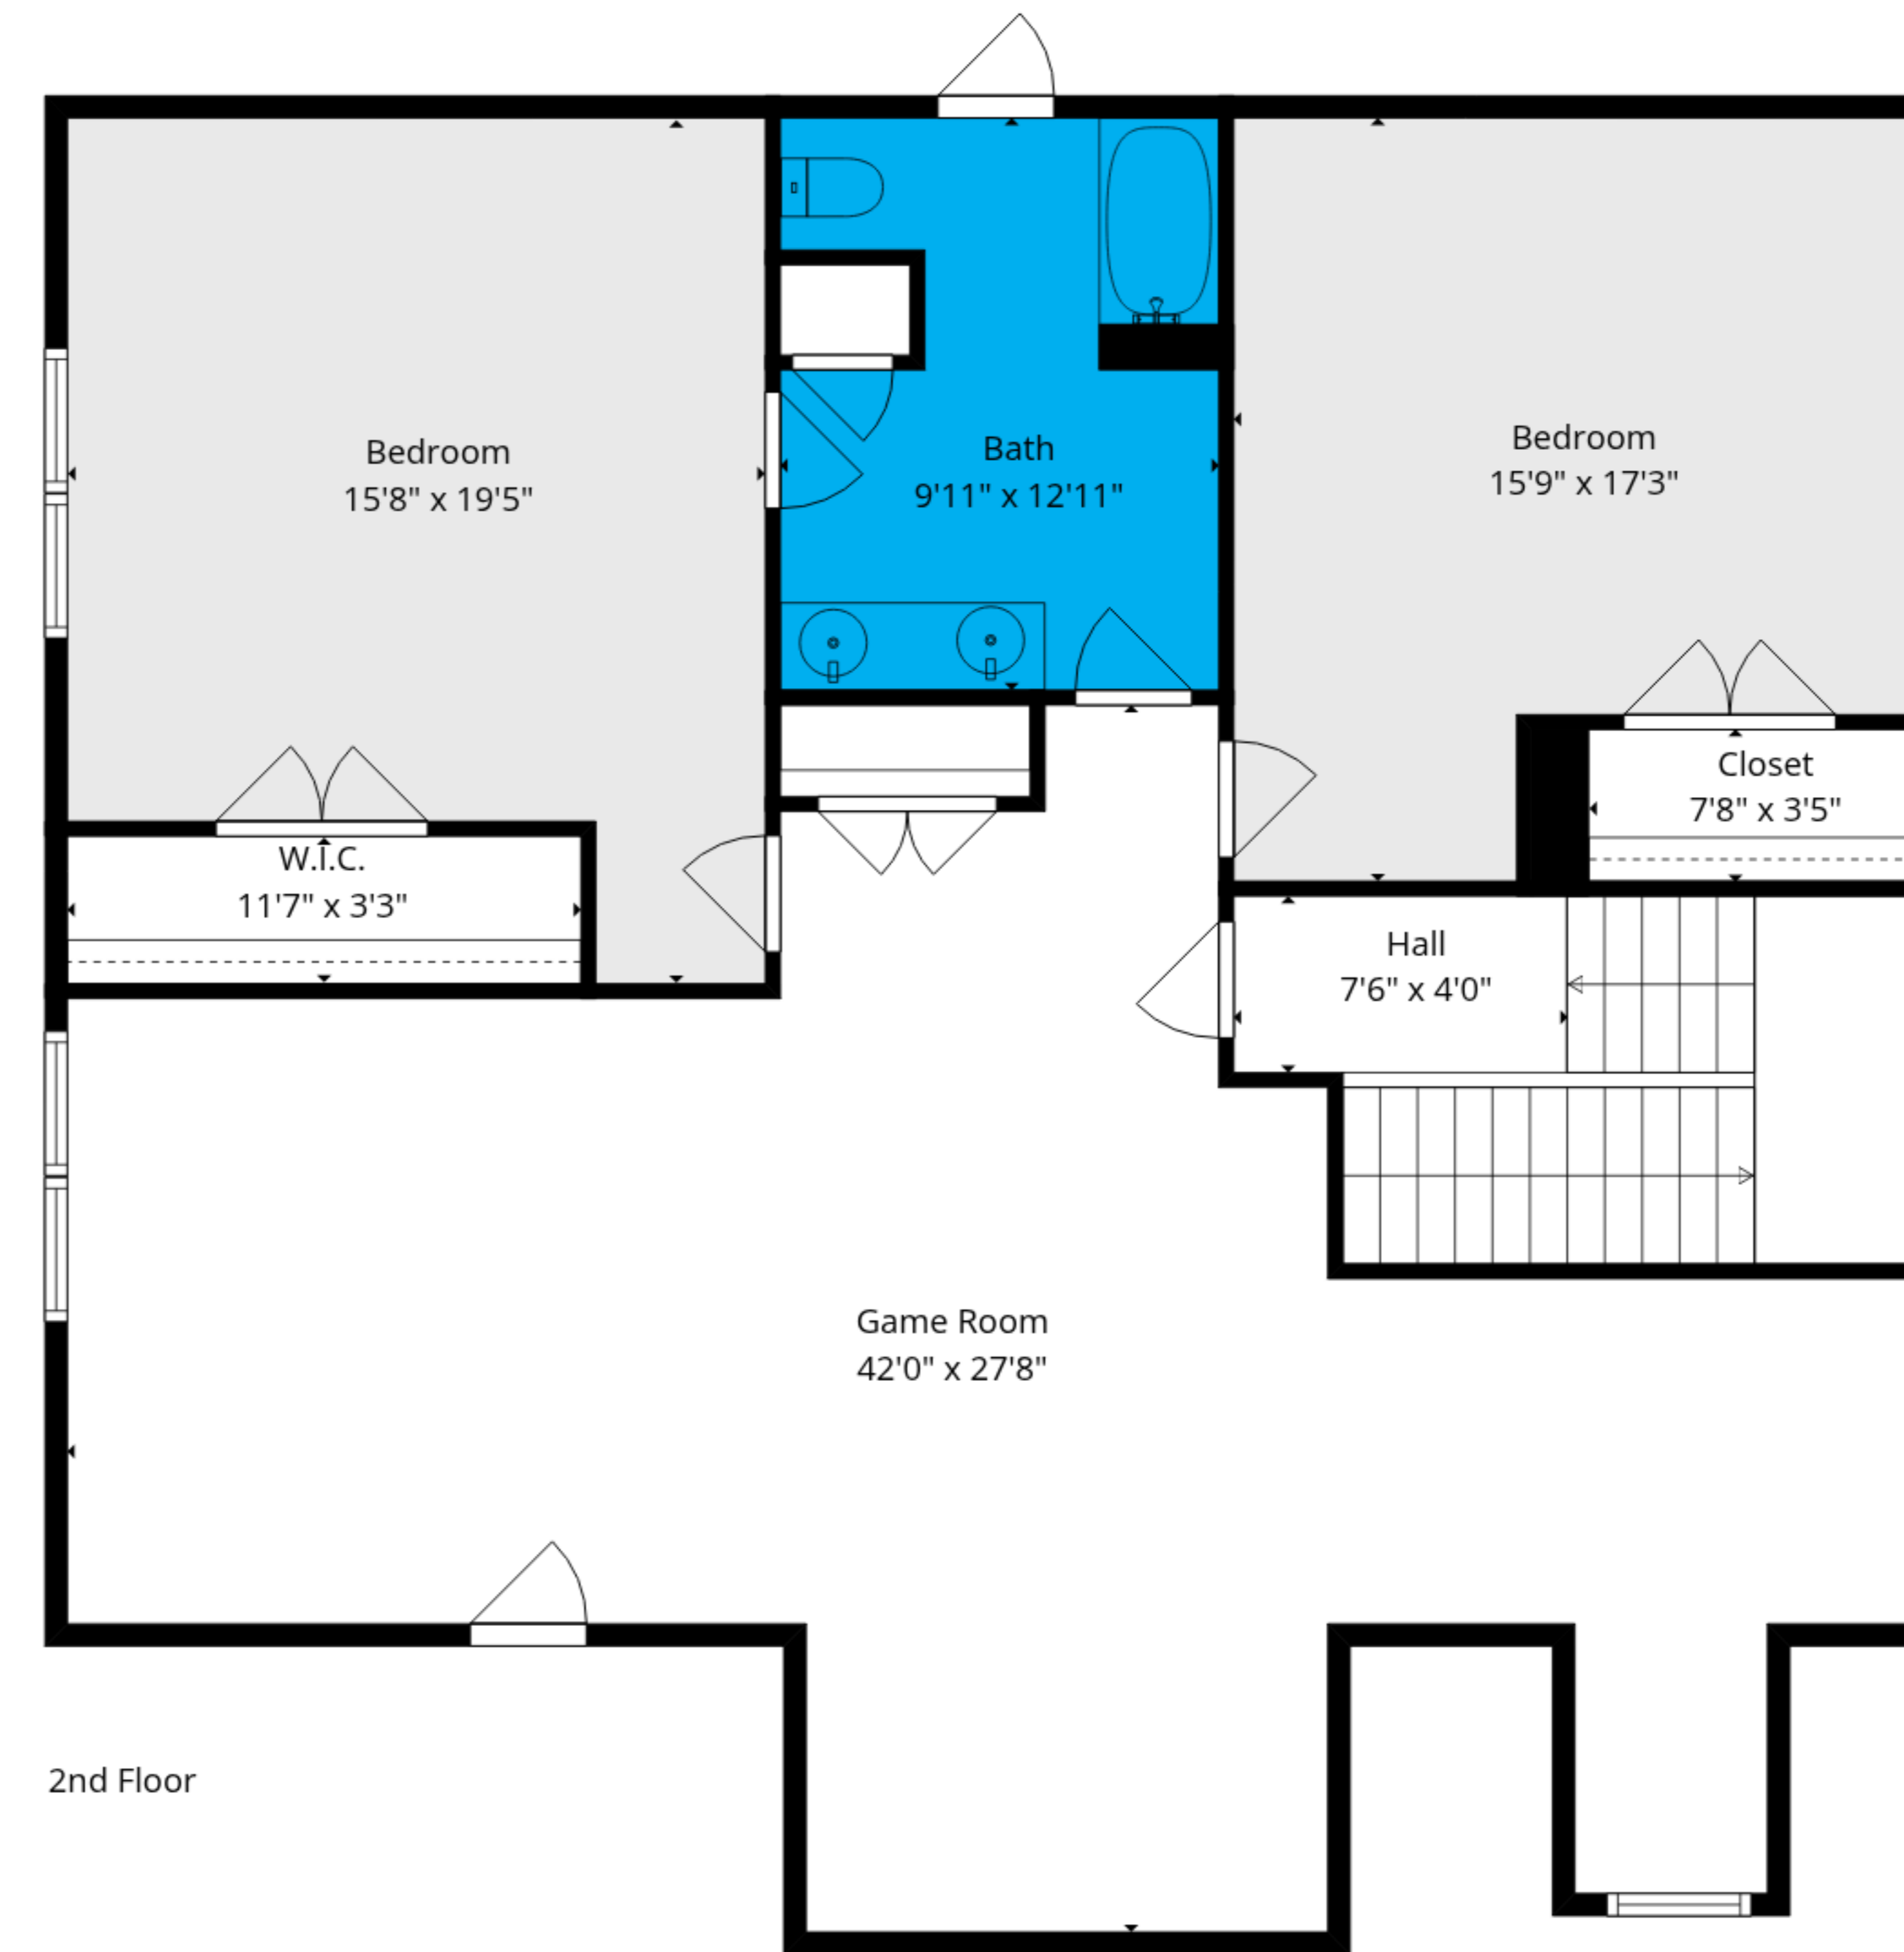 Bedroom
15'8" x 19'5"
Bath
9'11" x 12'11"
Bedroom
15'9" x 17'3"
Closet
7'8" x 3'5"
W.I.C.
11'7" x 3'3"
Hall
7'6" x 4'0"
Game Room
42'0" x 27'8"
2nd Floor